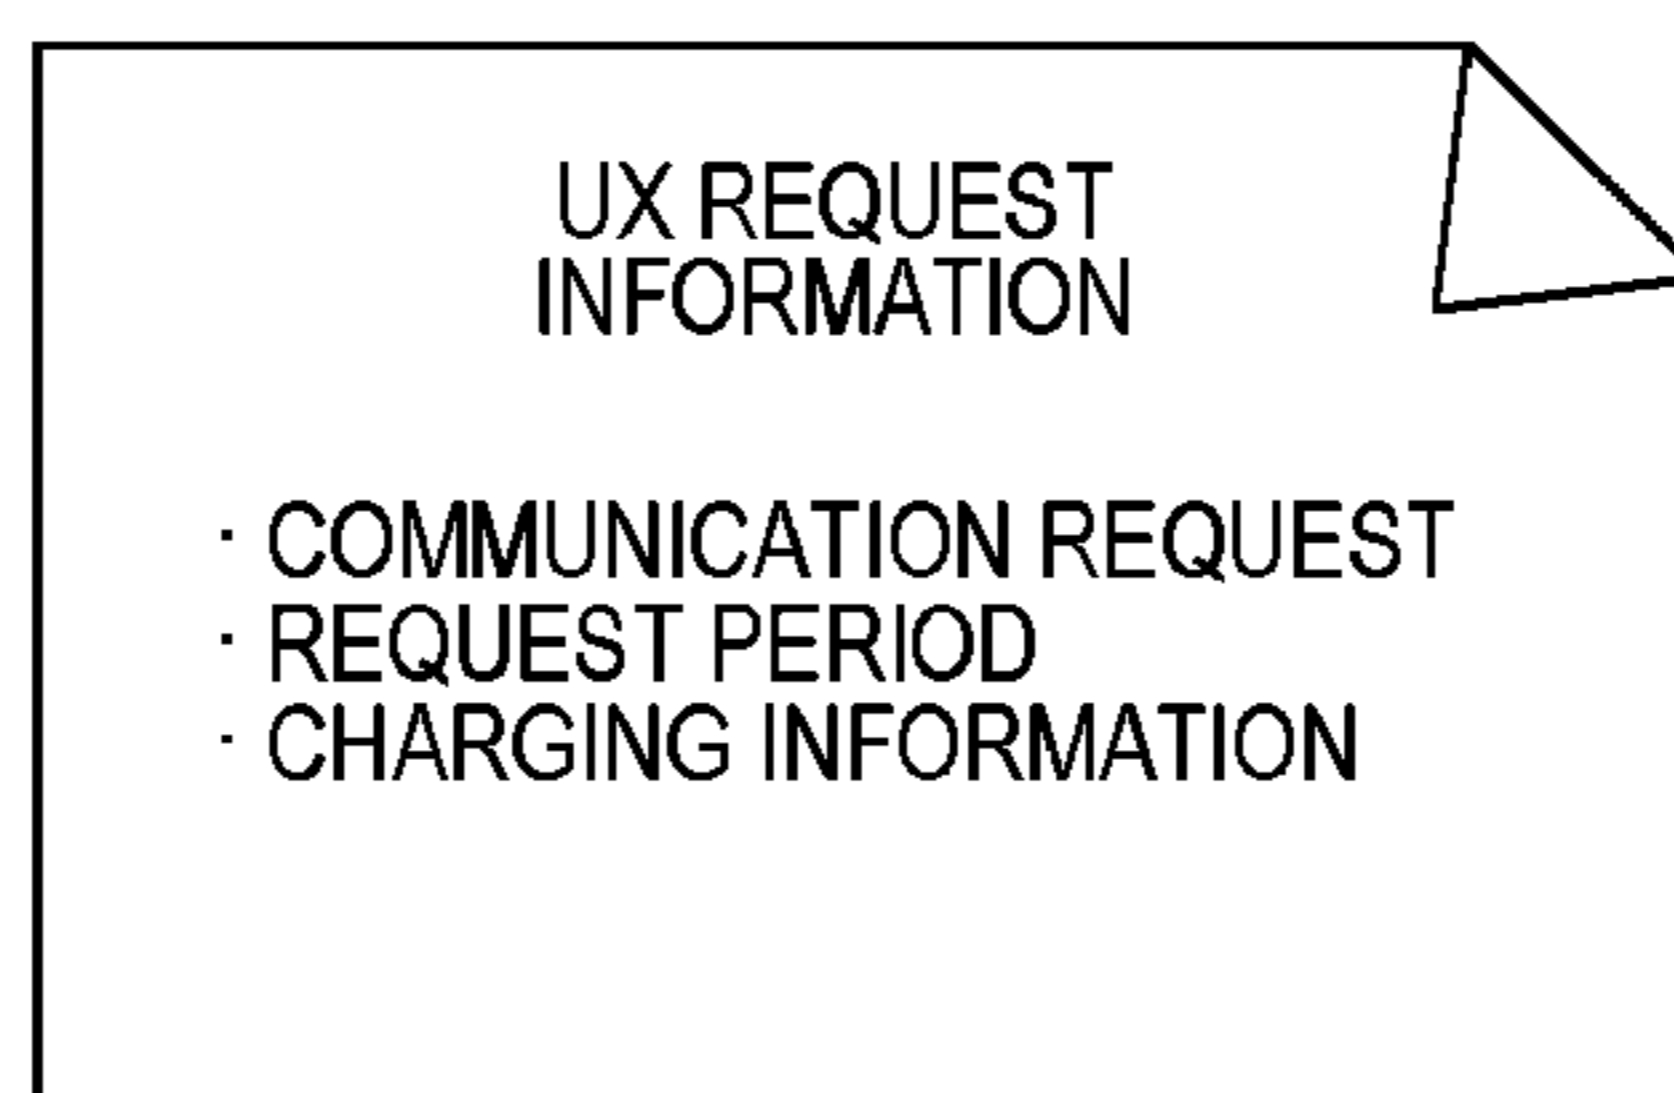 UX REQUEST
INFORMATION
· COMMUNICATION REQUEST
· REQUEST PERIOD
· CHARGING INFORMATION